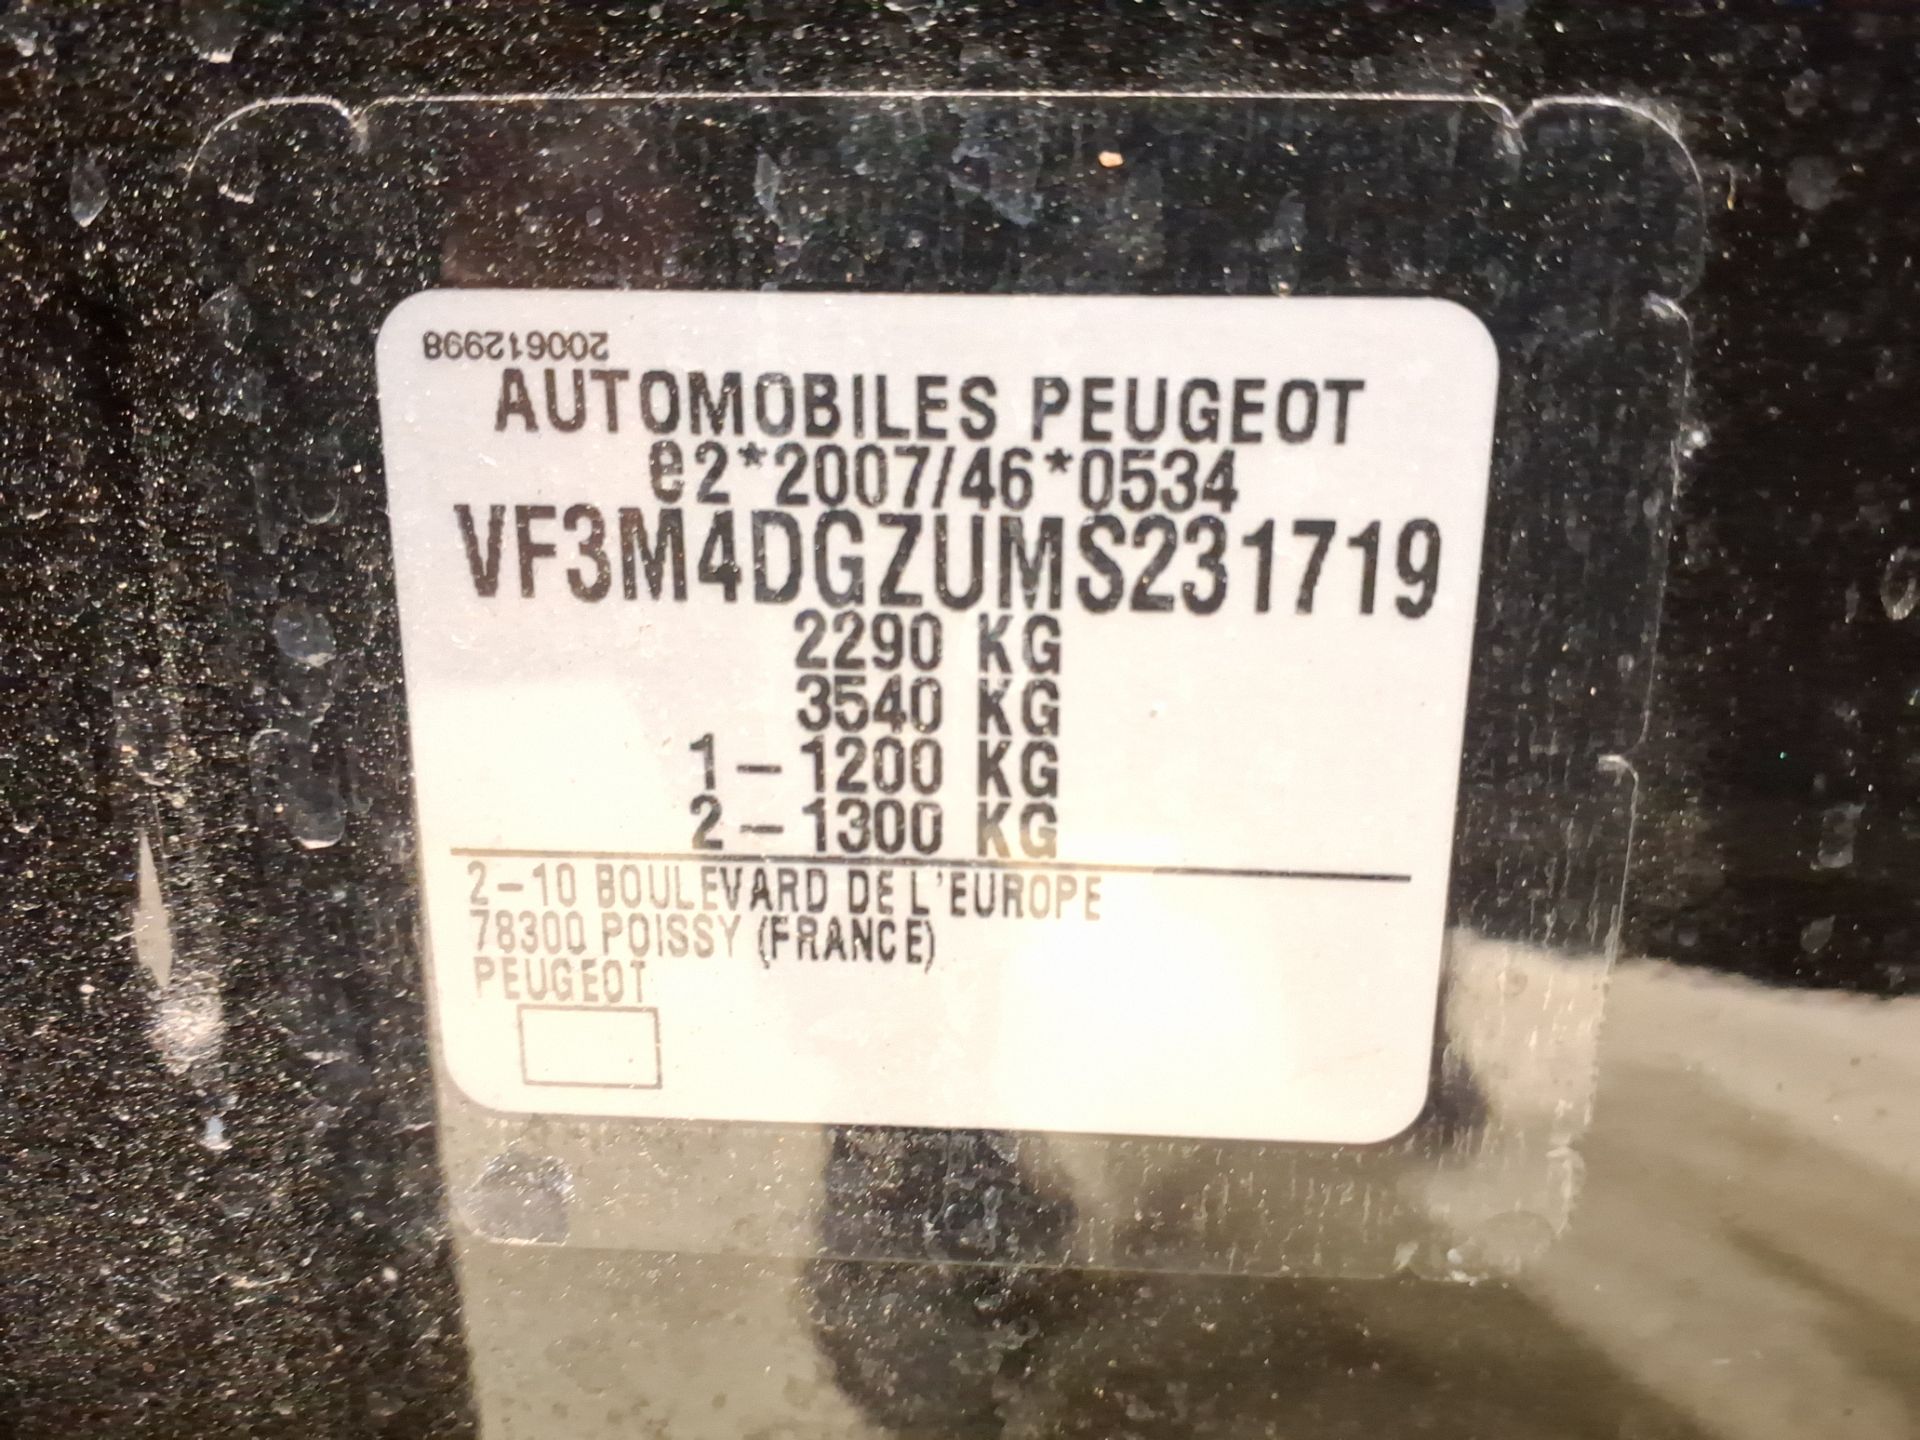 200612998
AUTOMOBILES PEUGEOT
e2*2007/46*0534
VF3M4DGZUMS231719
2290 KG
3540 KG
1-1200 KG
2-1300 KG
2-10 BOULEVARD DE L'EUROPE
78300 POISSY (FRANCE)
PEUGEOT